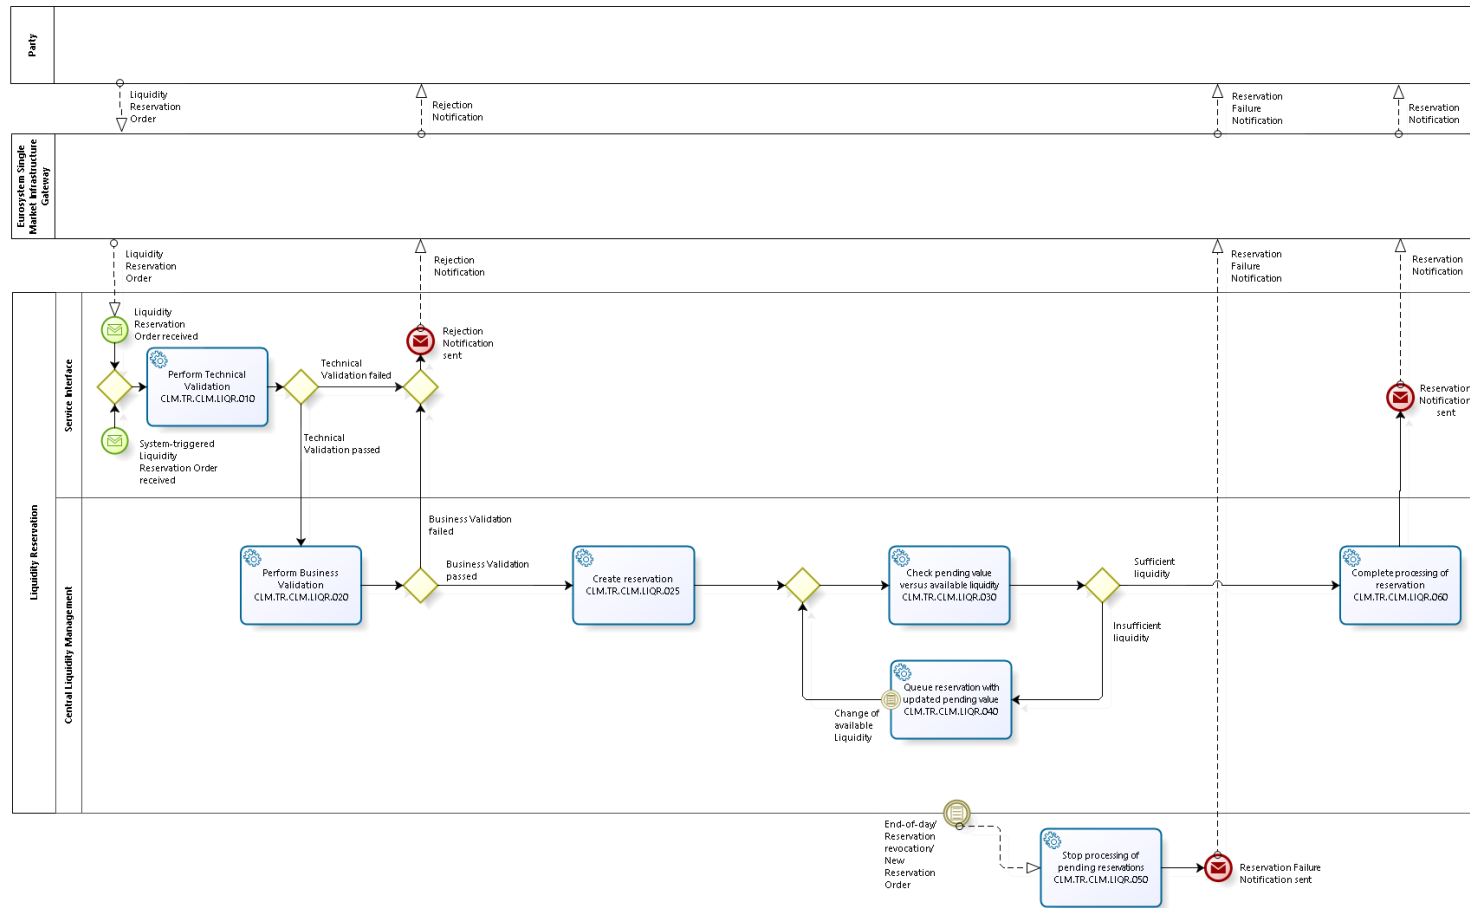 Party
Liquidity
Reservation
Order
Rejection
Notification
Reservation
Failure
Notification
Reservation
Notification
Eurosystem Single
Market Infrastructure
Gateway
Liquidity
Reservation
Order
Rejection
Notification
Reservation
Failure
Notification
Reservation
Notification
Liquidity Reservation
Service Interface
Liquidity
Reservation
Order received
Rejection
Notification
sent
Perform Technical
Validation
CLM.TR.CLM.LIQR.010
Technical
Validation failed
Technical
Validation passed
System-triggered
Liquidity
Reservation Order
received
Reservation
Notification
sent
Central Liquidity Management
Business Validation
failed
Perform Business
Validation
CLM.TR.CLM.LIQR.020
Business Validation
passed
Create reservation
CLM.TR.CLM.LIQR.025
Check pending value
versus available liquidity
CLM.TR.CLM.LIQR.030
Sufficient
liquidity
Insufficient
liquidity
Complete processing of
reservation
CLM.TR.CLM.LIQR.060
Queue reservation with
updated pending value
CLM.TR.CLM.LIQR.040
Change of
available
Liquidity
End-of-day/
Reservation
revocation/
New
Reservation
Order
Stop processing of
pending reservations
CLM.TR.CLM.LIQR.050
Reservation Failure
Notification sent